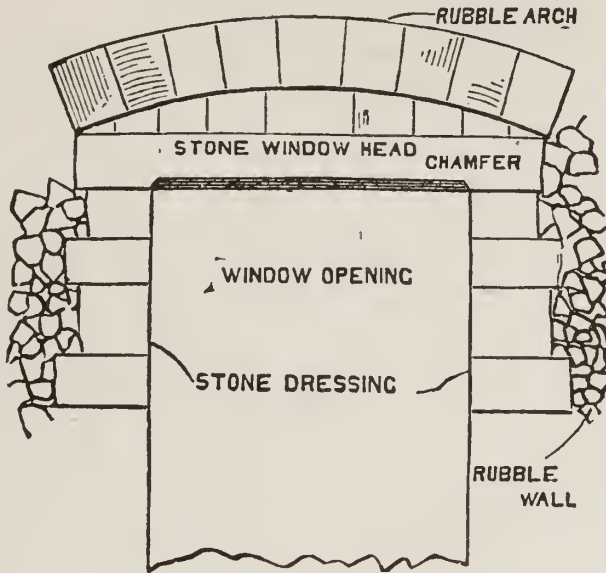 RUBBLE ARCH
STONE WINDOW HEAD
CHAMFER
WINDOW OPENING
STONE DRESSING
RUBBLE
WALL